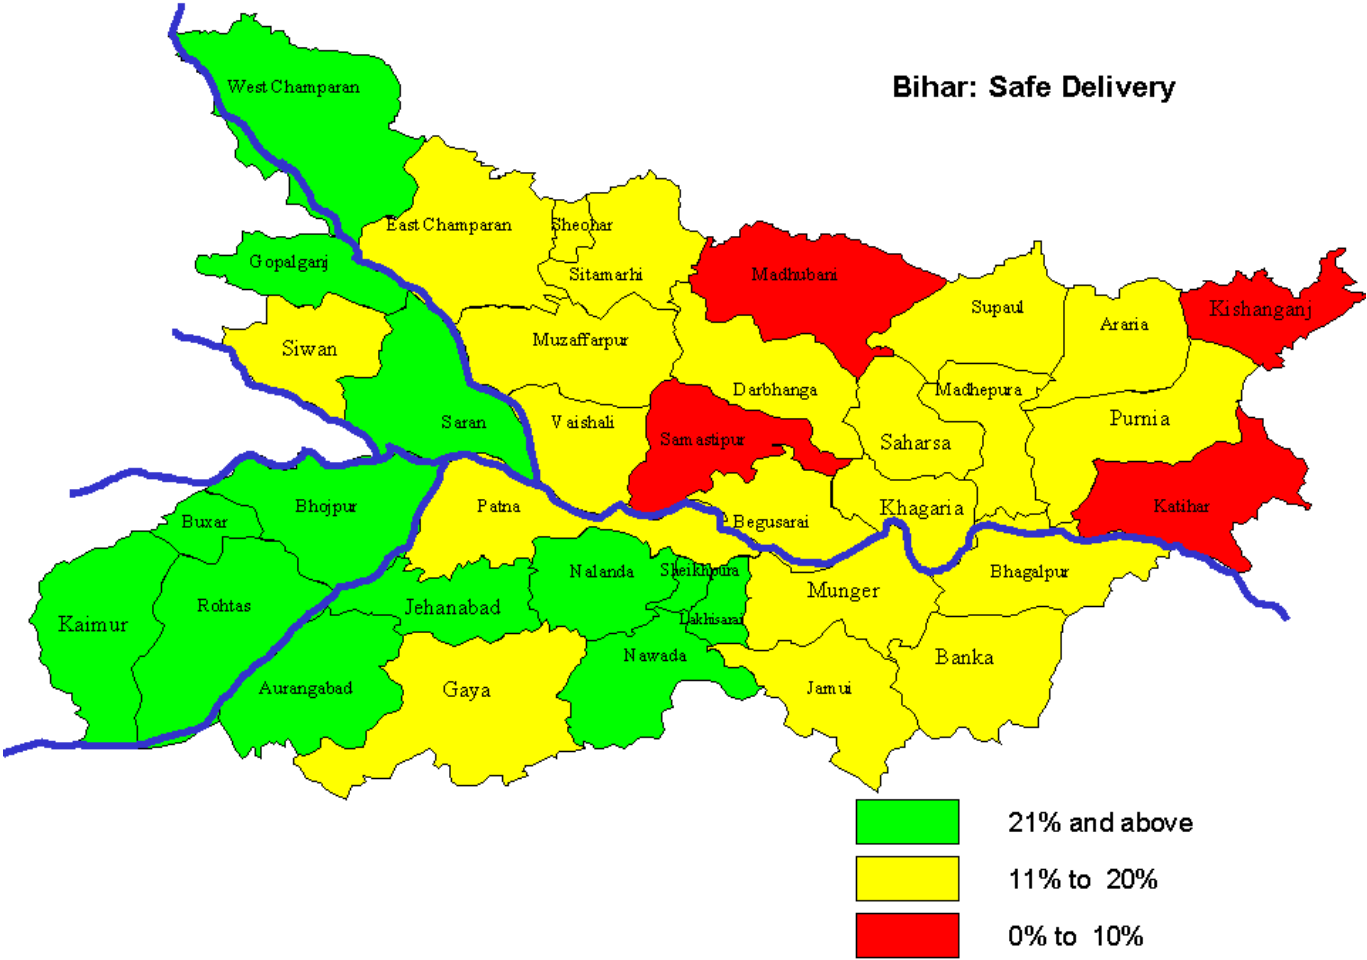 Bihar: Safe Delivery
West Champaran
East Champaran
Sheohar
Gopalganj
Sitamarhi
Madhubani
Supaul
Araria
Kishanganj
Siwan
Muzaffarpur
Darbhanga
Madhepura
Purnia
Saran
Vaishali
Samastipur
Saharsa
Patna
Begusarai
Khagaria
Katihar
Bhojpur
Buxar
Nalanda
Sheikhpura
Munger
Bhagalpur
Kaimur
Rohtas
Jehanabad
Lakhisarai
Nawada
Banka
Aurangabad
Gaya
Jamui
21% and above
11% to 20%
0% to 10%